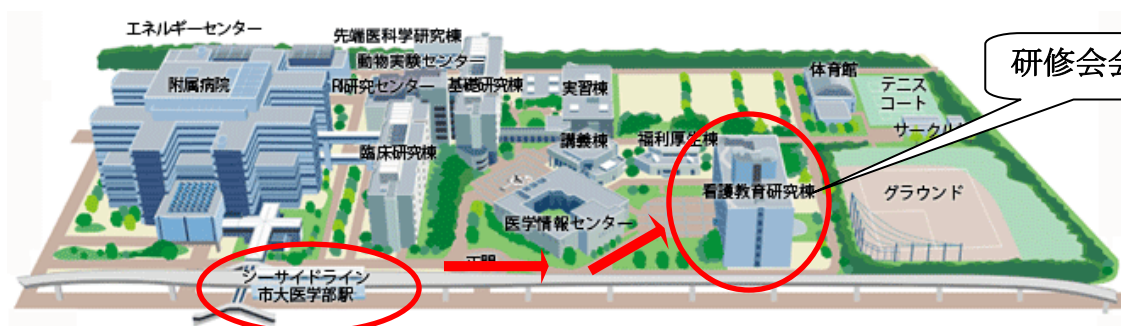 エネルギーセンター
先端医科学研究棟
動物実験センター
附属病院
RI研究センター
基礎研究棟
実習棟
体育館
テニス
コート
サークル
研修会会
臨床研究棟
講義棟
福利厚生棟
看護教育研究棟
グラウンド
医学情報センター
正門
シーサイドライン
市大医学部駅